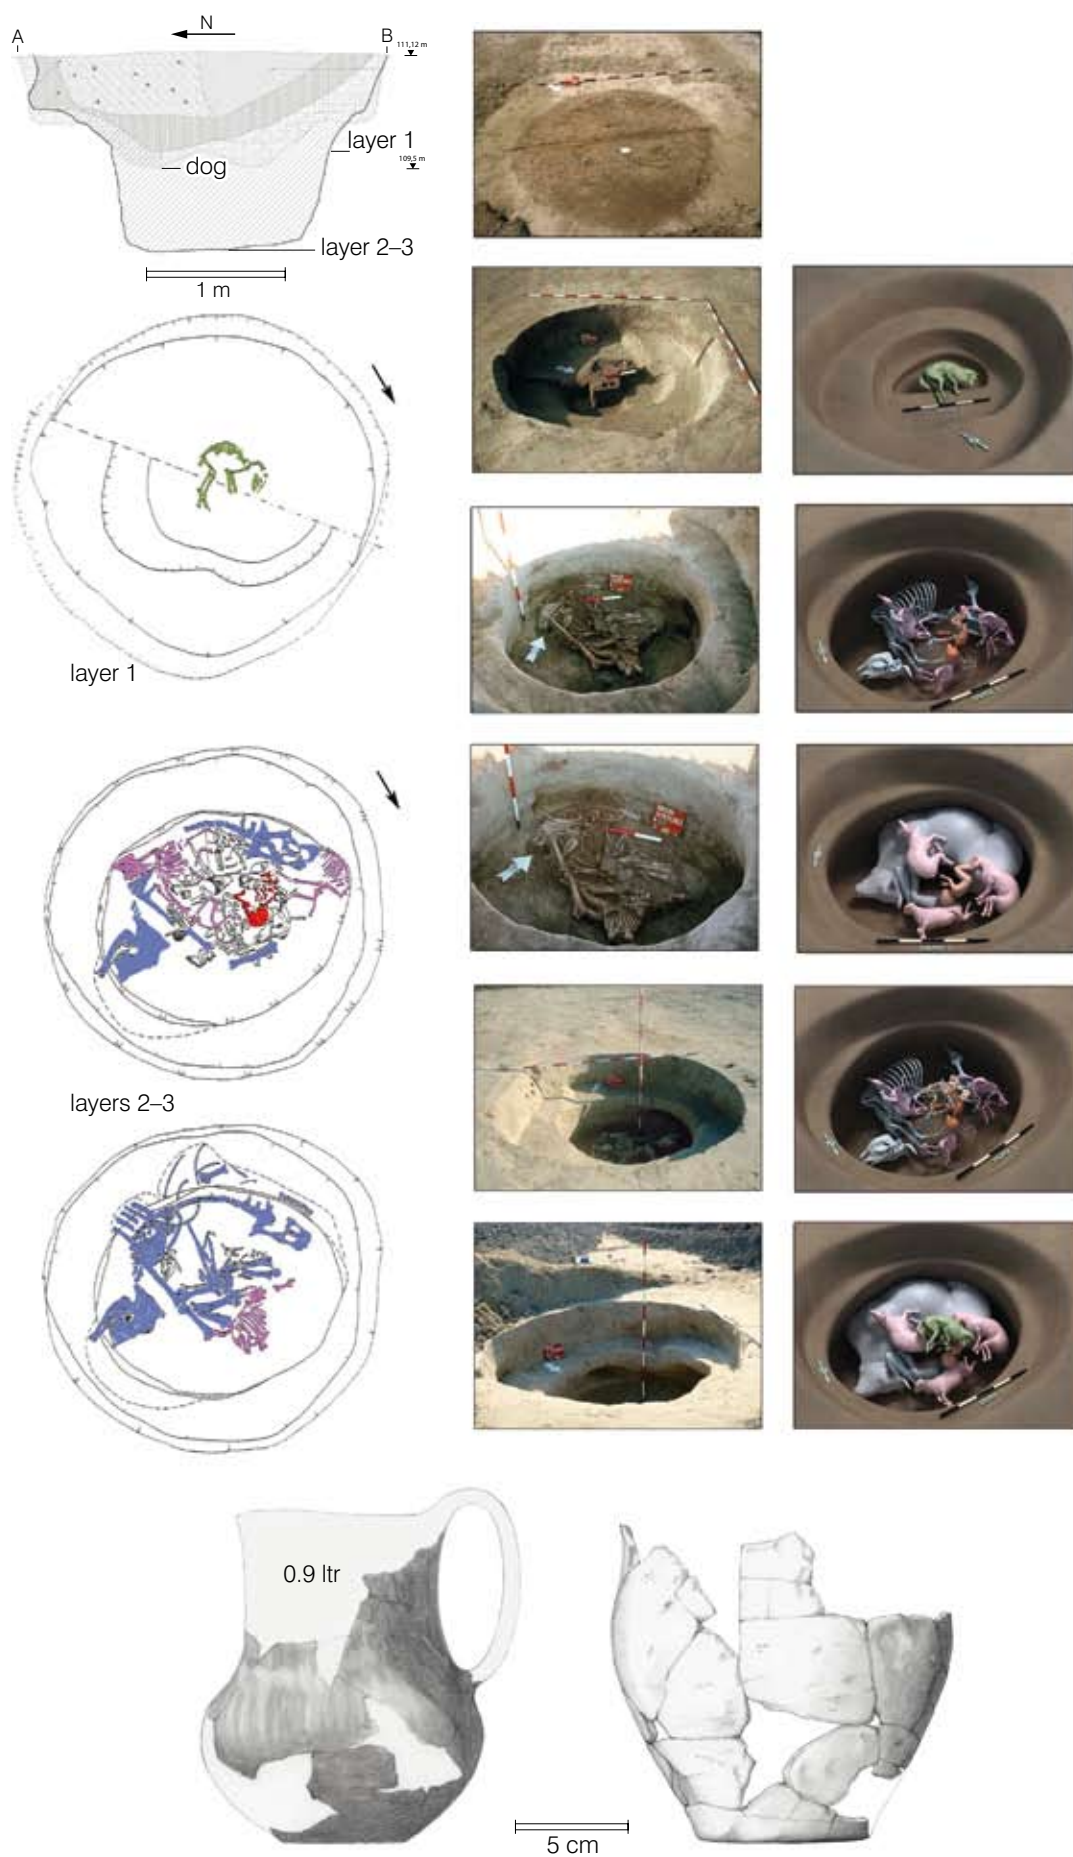 A
N
B
111,12 m
layer 1
109,5 m
dog
layer 2–3
1 m
layer 1
layers 2–3
0.9 ltr
5 cm